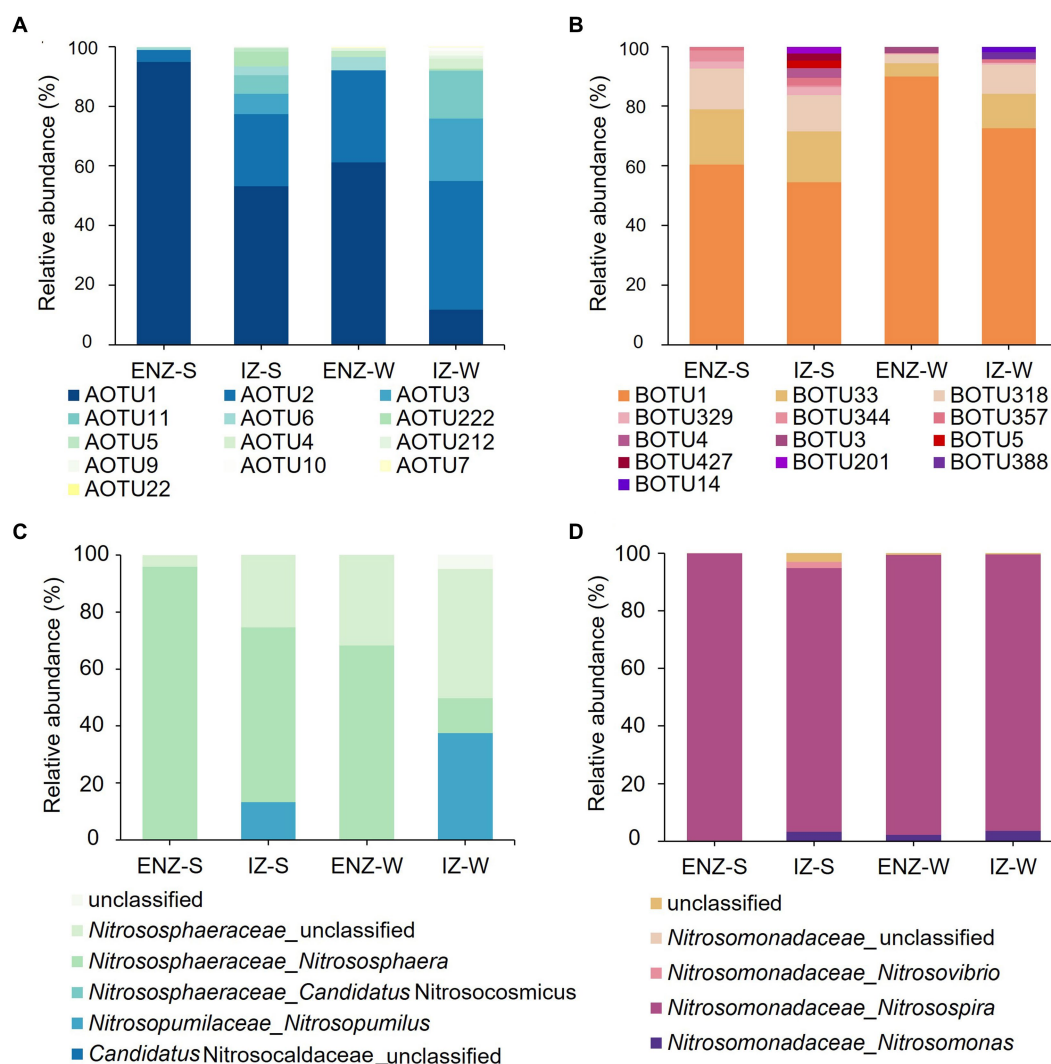 A
Relative abundance (%)
100
80
60
40
20
0
ENZ-S IZ-S ENZ-W IZ-W
AOTU1 AOTU2 AOTU3
AOTU11 AOTU6 AOTU222
AOTU5 AOTU4 AOTU212
AOTU9 AOTU10 AOTU7
AOTU22
B
Relative abundance (%)
100
80
60
40
20
0
ENZ-S IZ-S ENZ-W IZ-W
BOTU1 BOTU33 BOTU318
BOTU329 BOTU344 BOTU357
BOTU4 BOTU3 BOTU5
BOTU427 BOTU201 BOTU388
BOTU14
C
Relative abundance (%)
100
80
60
40
20
0
ENZ-S IZ-S ENZ-W IZ-W
unclassified
Nitrososphaeraceae_unclassified
Nitrososphaeraceae_Nitrososphaera
Nitrososphaeraceae_Candidatus Nitrosocosmicus
Nitrosopumilaceae_Nitrosopumilus
Candidatus Nitrosocaldaceae_unclassified
D
Relative abundance (%)
100
80
60
40
20
0
ENZ-S IZ-S ENZ-W IZ-W
unclassified
Nitrosomonadaceae_unclassified
Nitrosomonadaceae_Nitrosovibrio
Nitrosomonadaceae_Nitrosospira
Nitrosomonadaceae_Nitrosomonas